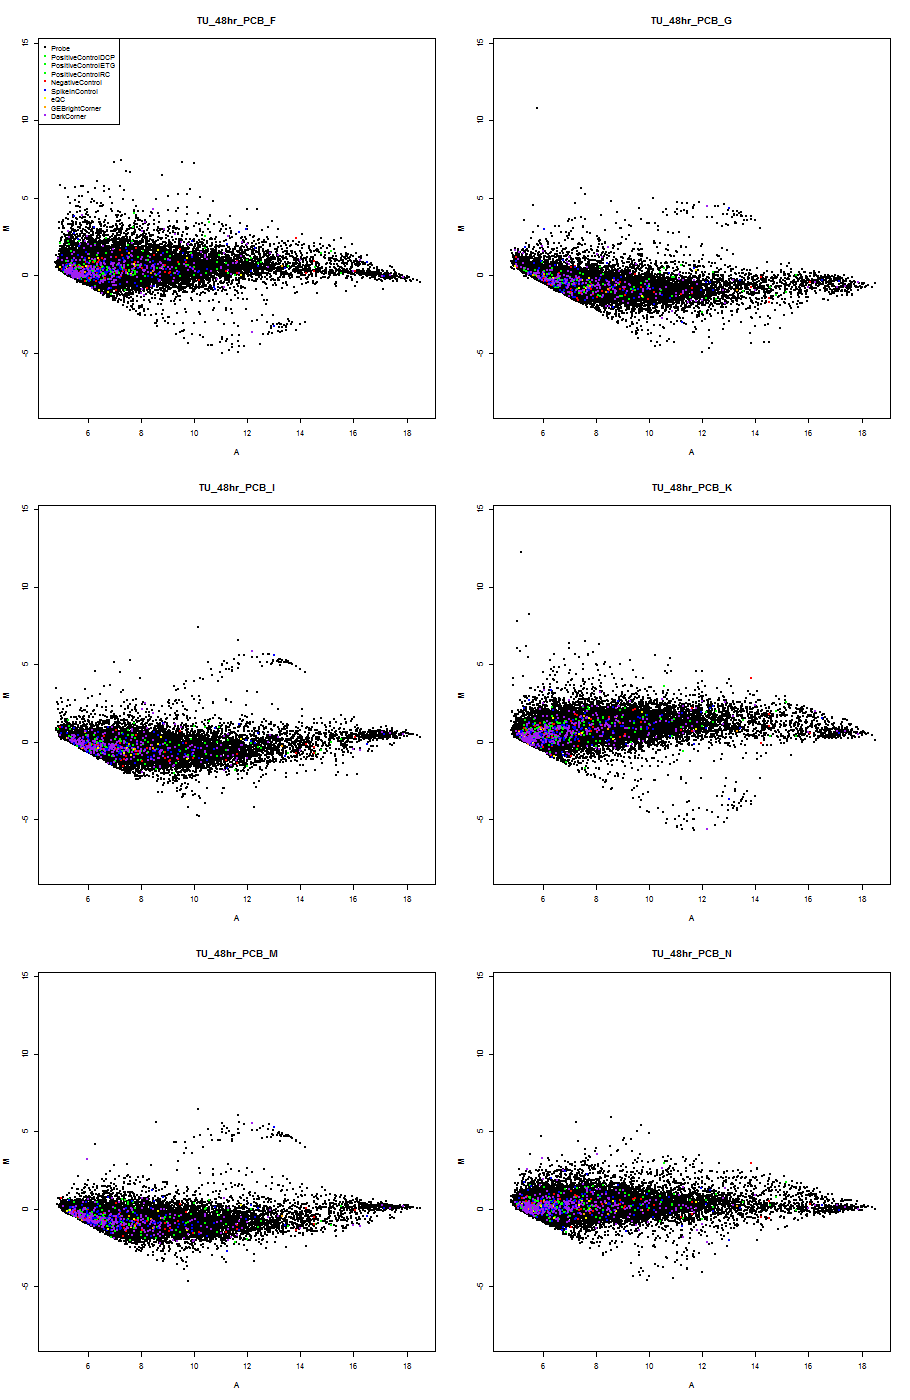 TU_48hr_PCB_F
TU_48hr_PCB_G
Probe
PositiveControlDCP
PositiveControlETG
PositiveControlRC
NegativeControl
SpikeInControl
eQC
GEBrightCorner
DarkCorner
15
10
5
0
-5
M
6 8 10 12 14 16 18
A
15
10
5
0
-5
M
6 8 10 12 14 16 18
A
TU_48hr_PCB_I
TU_48hr_PCB_K
15
10
5
0
-5
M
6 8 10 12 14 16 18
A
15
10
5
0
-5
M
6 8 10 12 14 16 18
A
TU_48hr_PCB_M
TU_48hr_PCB_N
15
10
5
0
-5
M
6 8 10 12 14 16 18
A
15
10
5
0
-5
M
6 8 10 12 14 16 18
A